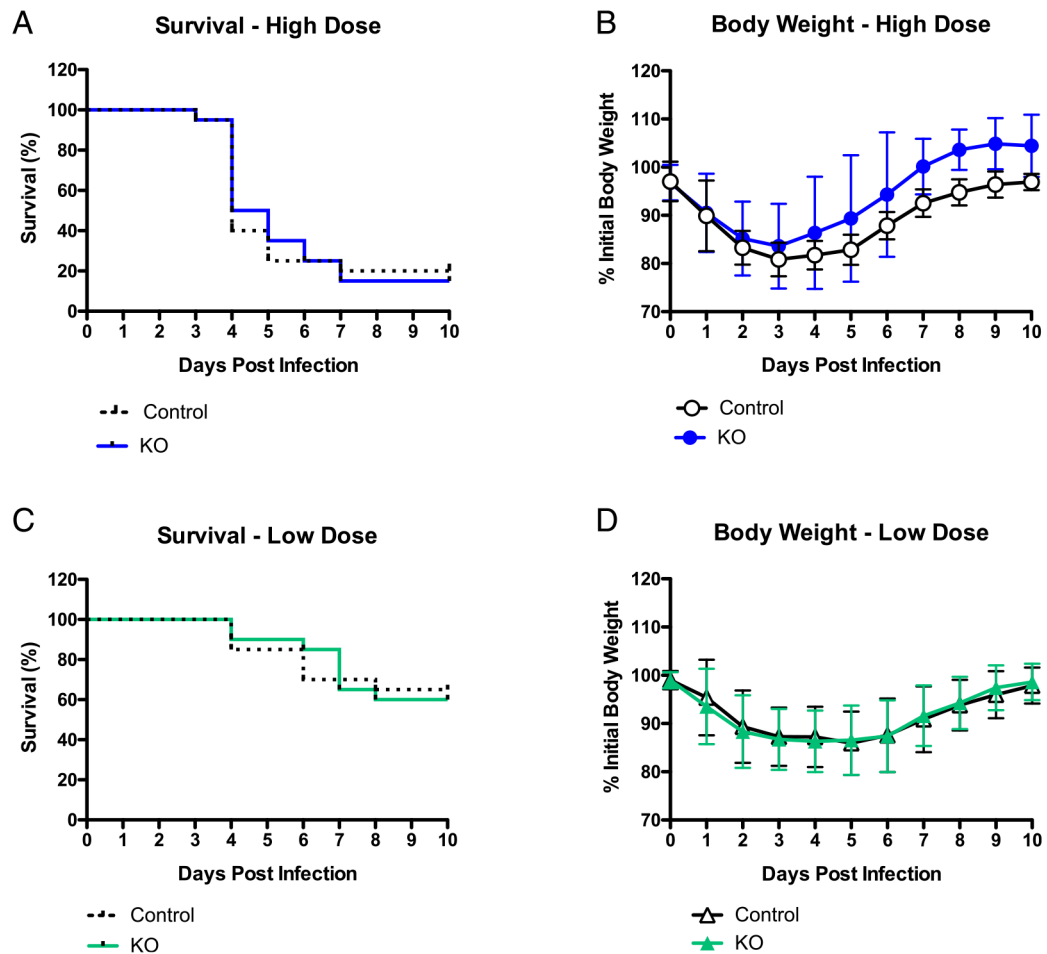 A
Survival - High Dose
120
100
80
60
40
20
0
Survival (%)
0 1 2 3 4 5 6 7 8 9 10
Days Post Infection
Control
KO
B
Body Weight - High Dose
120
110
100
90
80
70
% Initial Body Weight
0 1 2 3 4 5 6 7 8 9 10
Days Post Infection
Control
KO
C
Survival - Low Dose
120
100
80
60
40
20
0
Survival (%)
0 1 2 3 4 5 6 7 8 9 10
Days Post Infection
Control
KO
D
Body Weight - Low Dose
120
110
100
90
80
70
% Initial Body Weight
0 1 2 3 4 5 6 7 8 9 10
Days Post Infection
Control
KO